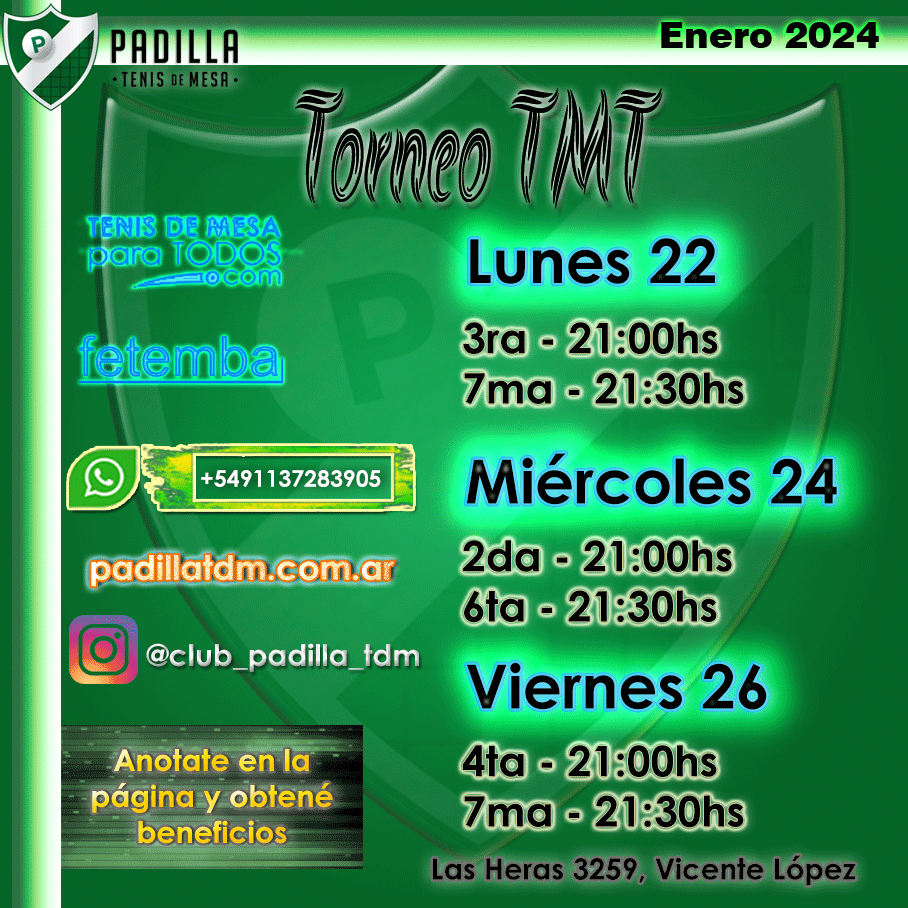 P
PADILLA
• TENIS DE MESA •
Enero 2024
Torneo TMT
TENIS DE MESA
para TODOS
.com
fetemba
+5491137283905
padillatdm.com.ar
@club_padilla_tdm
Anotate en la
página y obtené
beneficios
Lunes 22
3ra - 21:00hs
7ma - 21:30hs
Miércoles 24
2da - 21:00hs
6ta - 21:30hs
Viernes 26
4ta - 21:00hs
7ma - 21:30hs
Las Heras 3259, Vicente López
P